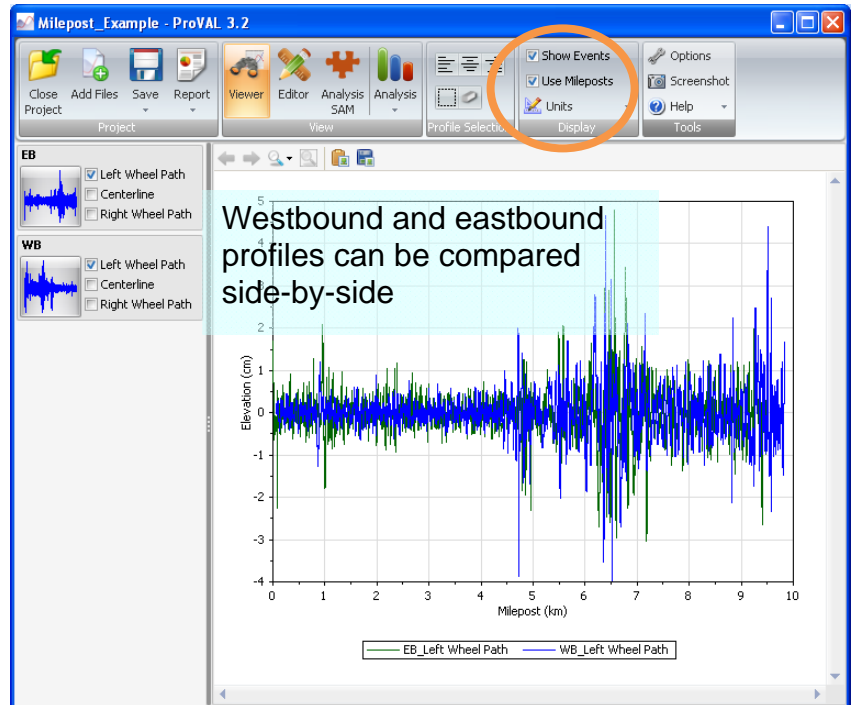 Milepost_Example - ProVAL 3.2
Close Project
Add Files
Save
Report
Project
Viewer
Editor
Analysis SAM
Analysis
View
Profile Selection
Show Events
Use Mileposts
Units
Display
Options
Screenshot
Help
Tools
EB
Left Wheel Path
Centerline
Right Wheel Path
WB
Left Wheel Path
Centerline
Right Wheel Path
Westbound and eastbound
profiles can be compared
side-by-side
Elevation (cm)
5
4
3
2
1
0
-1
-2
-3
-4
0 1 2 3 4 5 6 7 8 9 10
Milepost (km)
EB_Left Wheel Path WB_Left Wheel Path